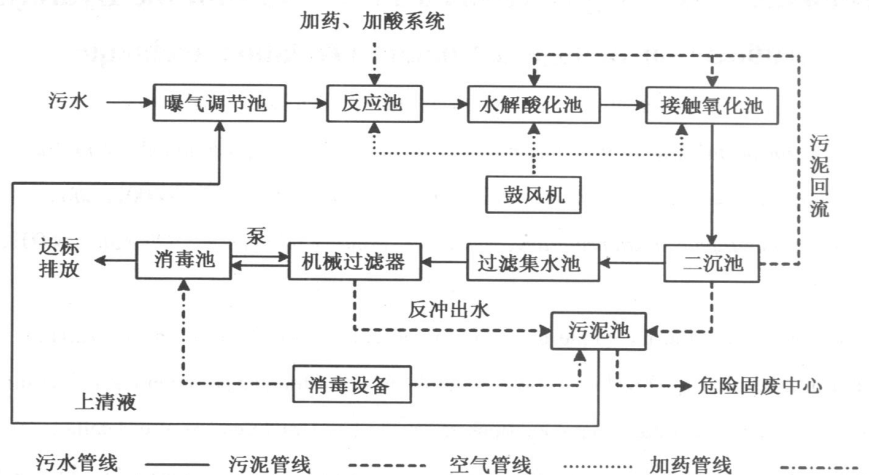 加药、加酸系统
污水
曝气调节池
反应池
水解酸化池
接触氧化池
污泥回流
鼓风机
达标
排放
消毒池
泵
机械过滤器
过滤集水池
二沉池
反冲出水
污泥池
消毒设备
危险固废中心
上清液
污水管线
污泥管线
空气管线
加药管线